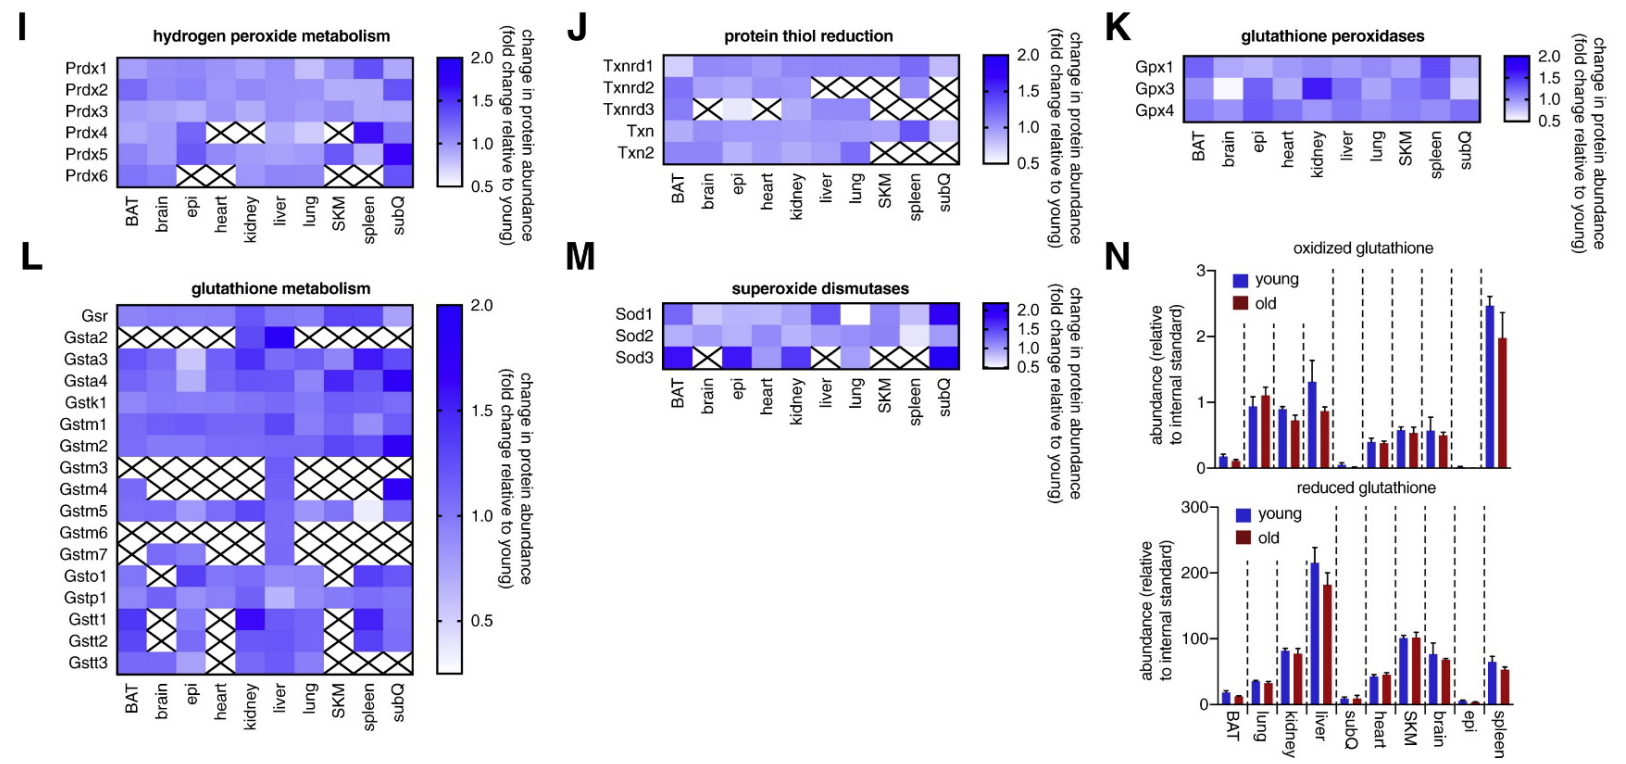 I
hydrogen peroxide metabolism
Prdx1
Prdx2
Prdx3
Prdx4
Prdx5
Prdx6
BAT
brain
epi
heart
kidney
liver
lung
SKM
spleen
subQ
2.0
1.5
1.0
0.5
change in protein abundance
(fold change relative to young)
J
protein thiol reduction
Txnrd1
Txnrd2
Txnrd3
Txn
Txn2
BAT
brain
epi
heart
kidney
liver
lung
SKM
spleen
subQ
2.0
1.5
1.0
0.5
change in protein abundance
(fold change relative to young)
K
glutathione peroxidases
Gpx1
Gpx3
Gpx4
BAT
brain
epi
heart
kidney
liver
lung
SKM
spleen
subQ
2.0
1.5
1.0
0.5
change in protein abundance
(fold change relative to young)
L
glutathione metabolism
Gsr
Gsta2
Gsta3
Gsta4
Gstk1
Gstm1
Gstm2
Gstm3
Gstm4
Gstm5
Gstm6
Gstm7
Gsto1
Gstp1
Gstt1
Gstt2
Gstt3
BAT
brain
epi
heart
kidney
liver
lung
SKM
spleen
subQ
2.0
1.5
1.0
0.5
change in protein abundance
(fold change relative to young)
M
superoxide dismutases
Sod1
Sod2
Sod3
BAT
brain
epi
heart
kidney
liver
lung
SKM
spleen
subQ
2.0
1.5
1.0
0.5
change in protein abundance
(fold change relative to young)
N
oxidized glutathione
abundance (relative
to internal standard)
3
2
1
0
young
old
reduced glutathione
abundance (relative
to internal standard)
300
200
100
0
young
old
BAT
lung
kidney
liver
subQ
heart
SKM
brain
epi
spleen